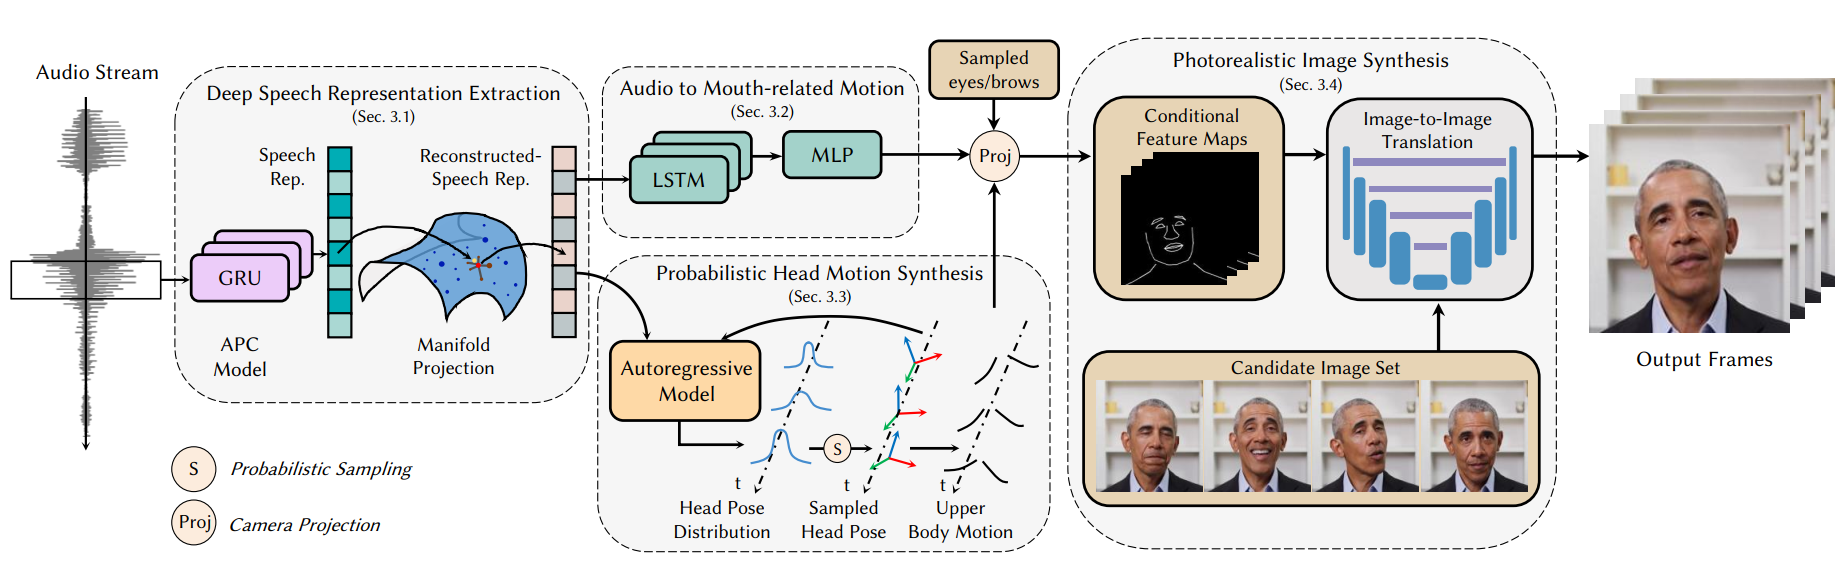 Audio Stream
Deep Speech Representation Extraction
(Sec. 3.1)
Speech
Rep.
Reconstructed-
Speech Rep.
GRU
APC
Model
Manifold
Projection
S
Probabilistic Sampling
Proj
Camera Projection
Audio to Mouth-related Motion
(Sec. 3.2)
LSTM
MLP
Sampled
eyes/brows
Proj
Probabilistic Head Motion Synthesis
(Sec. 3.3)
Autoregressive
Model
S
t
t
t
Head Pose
Distribution
Sampled
Head Pose
Upper
Body Motion
Photorealistic Image Synthesis
(Sec. 3.4)
Conditional
Feature Maps
Image-to-Image
Translation
Candidate Image Set
Output Frames